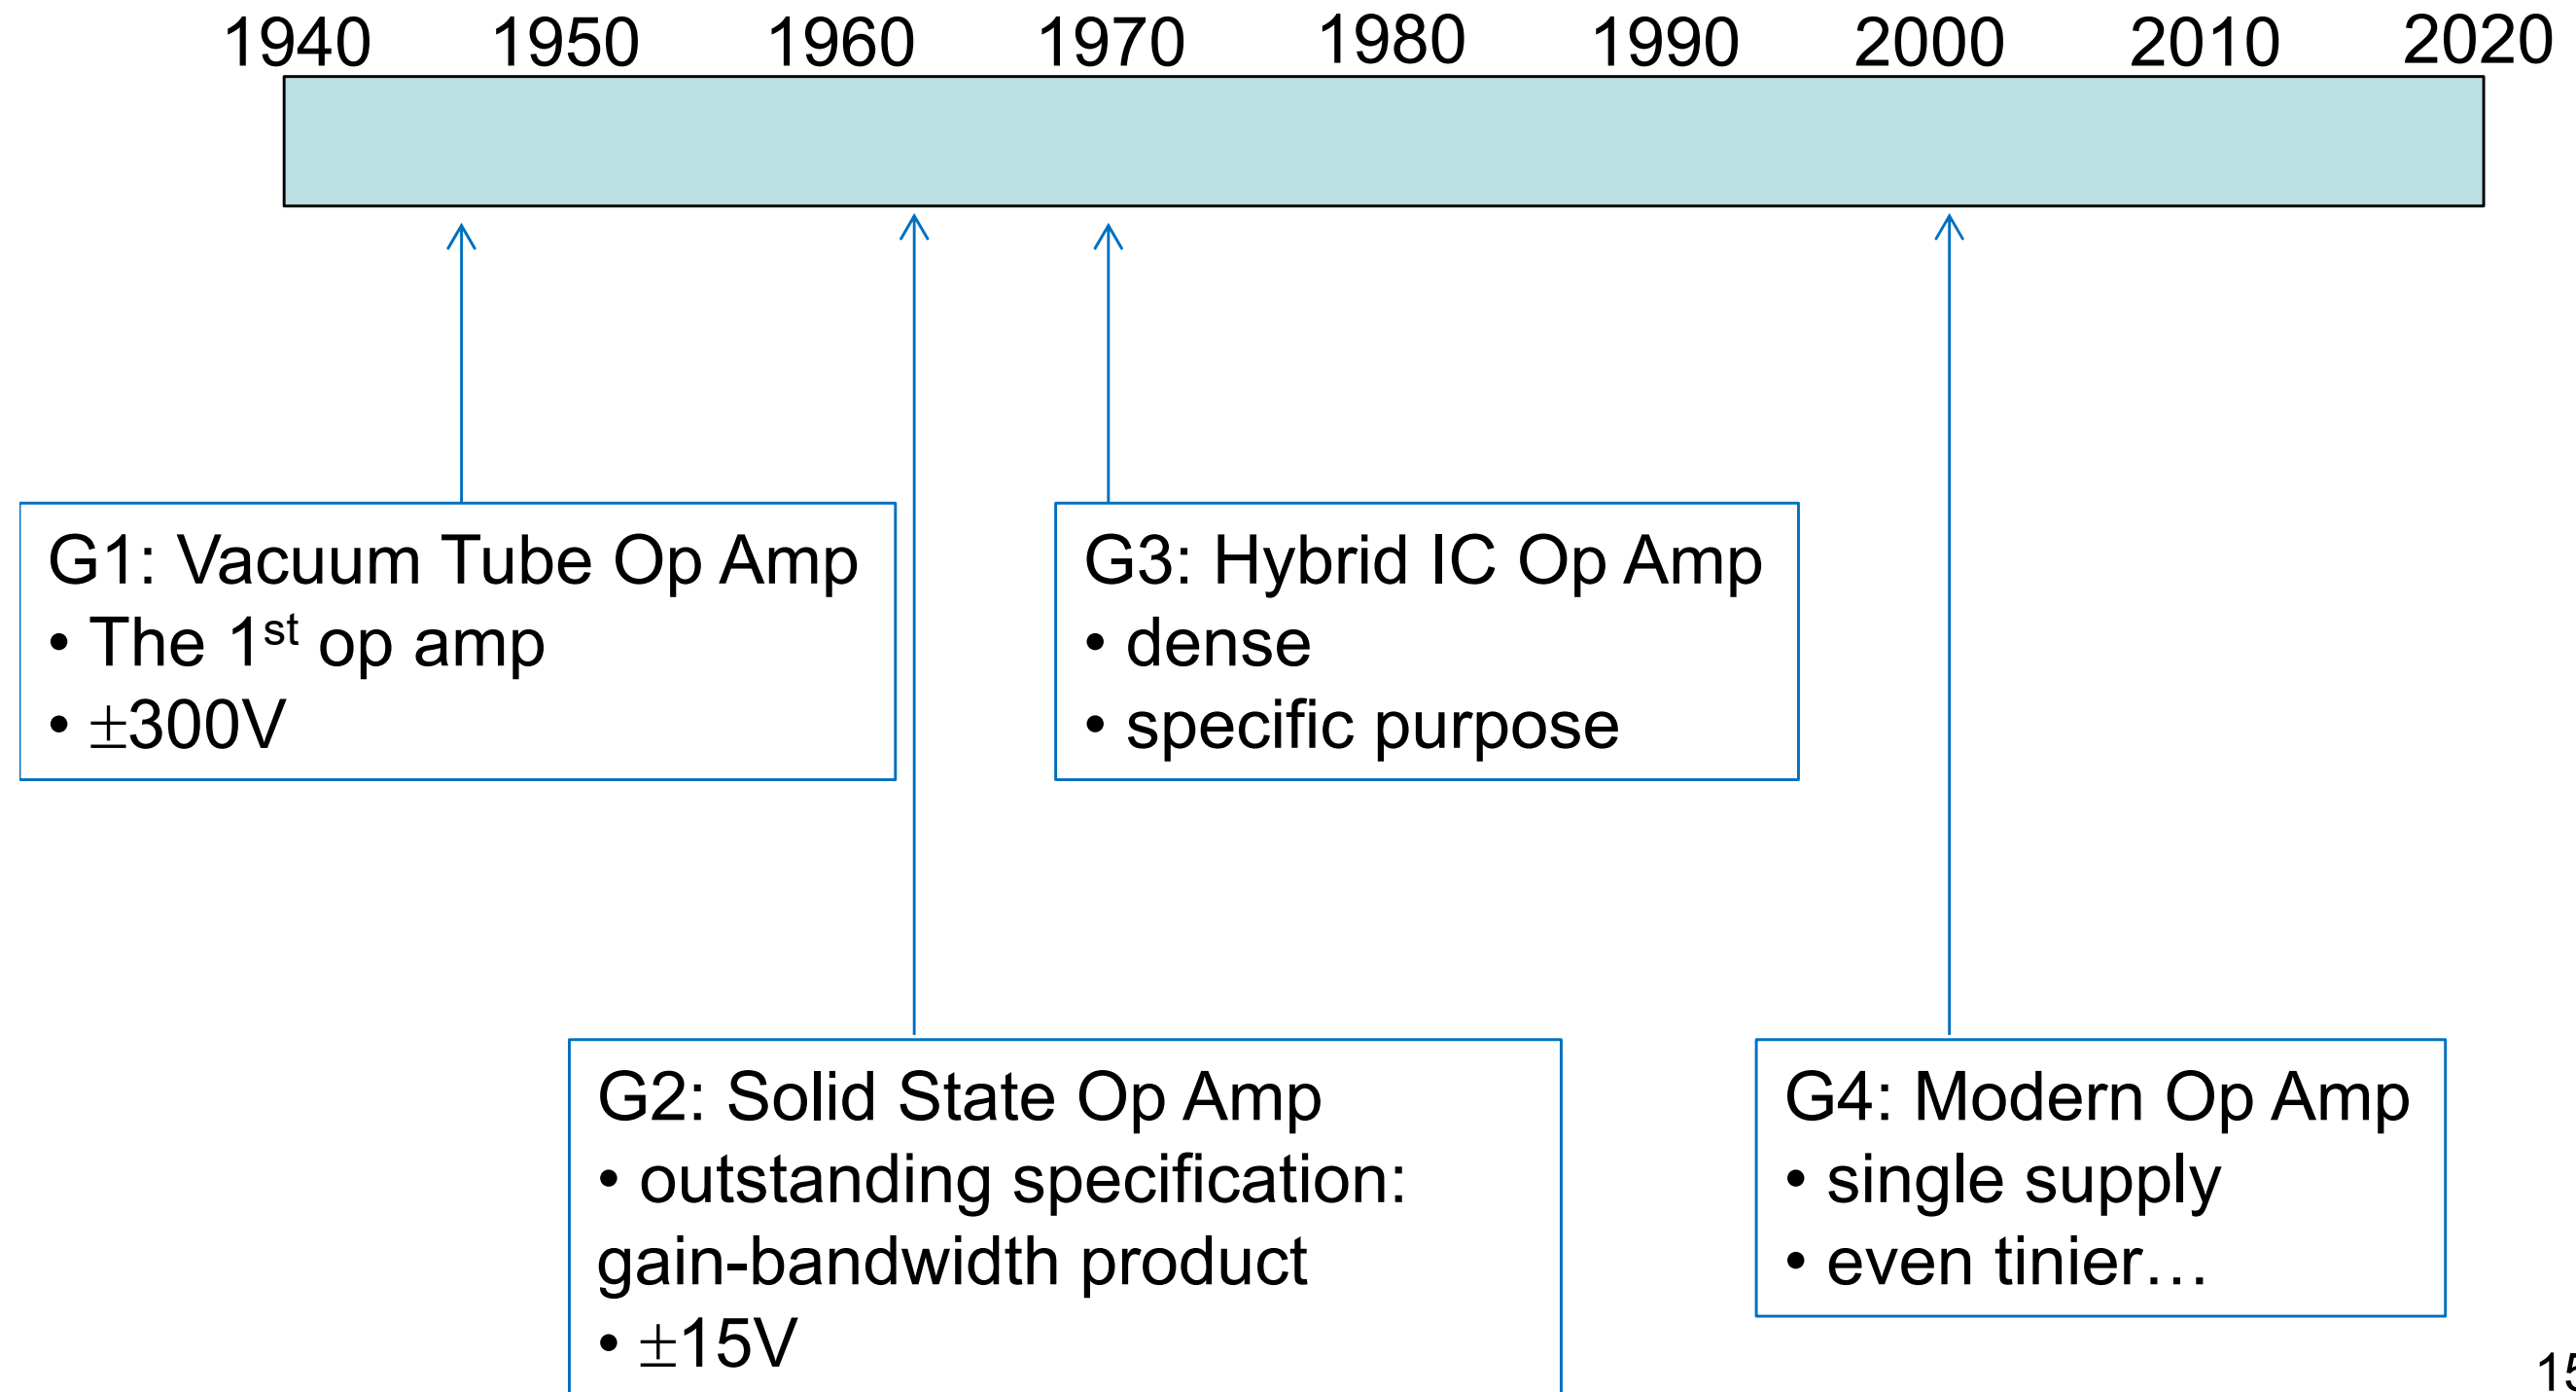 1940 1950 1960 1970 1980 1990 2000 2010 2020
G1: Vacuum Tube Op Amp
• The 1st op amp
• ±300V
G3: Hybrid IC Op Amp
• dense
• specific purpose
G2: Solid State Op Amp
• outstanding specification:
gain-bandwidth product
• ±15V
G4: Modern Op Amp
• single supply
• even tinier…
15